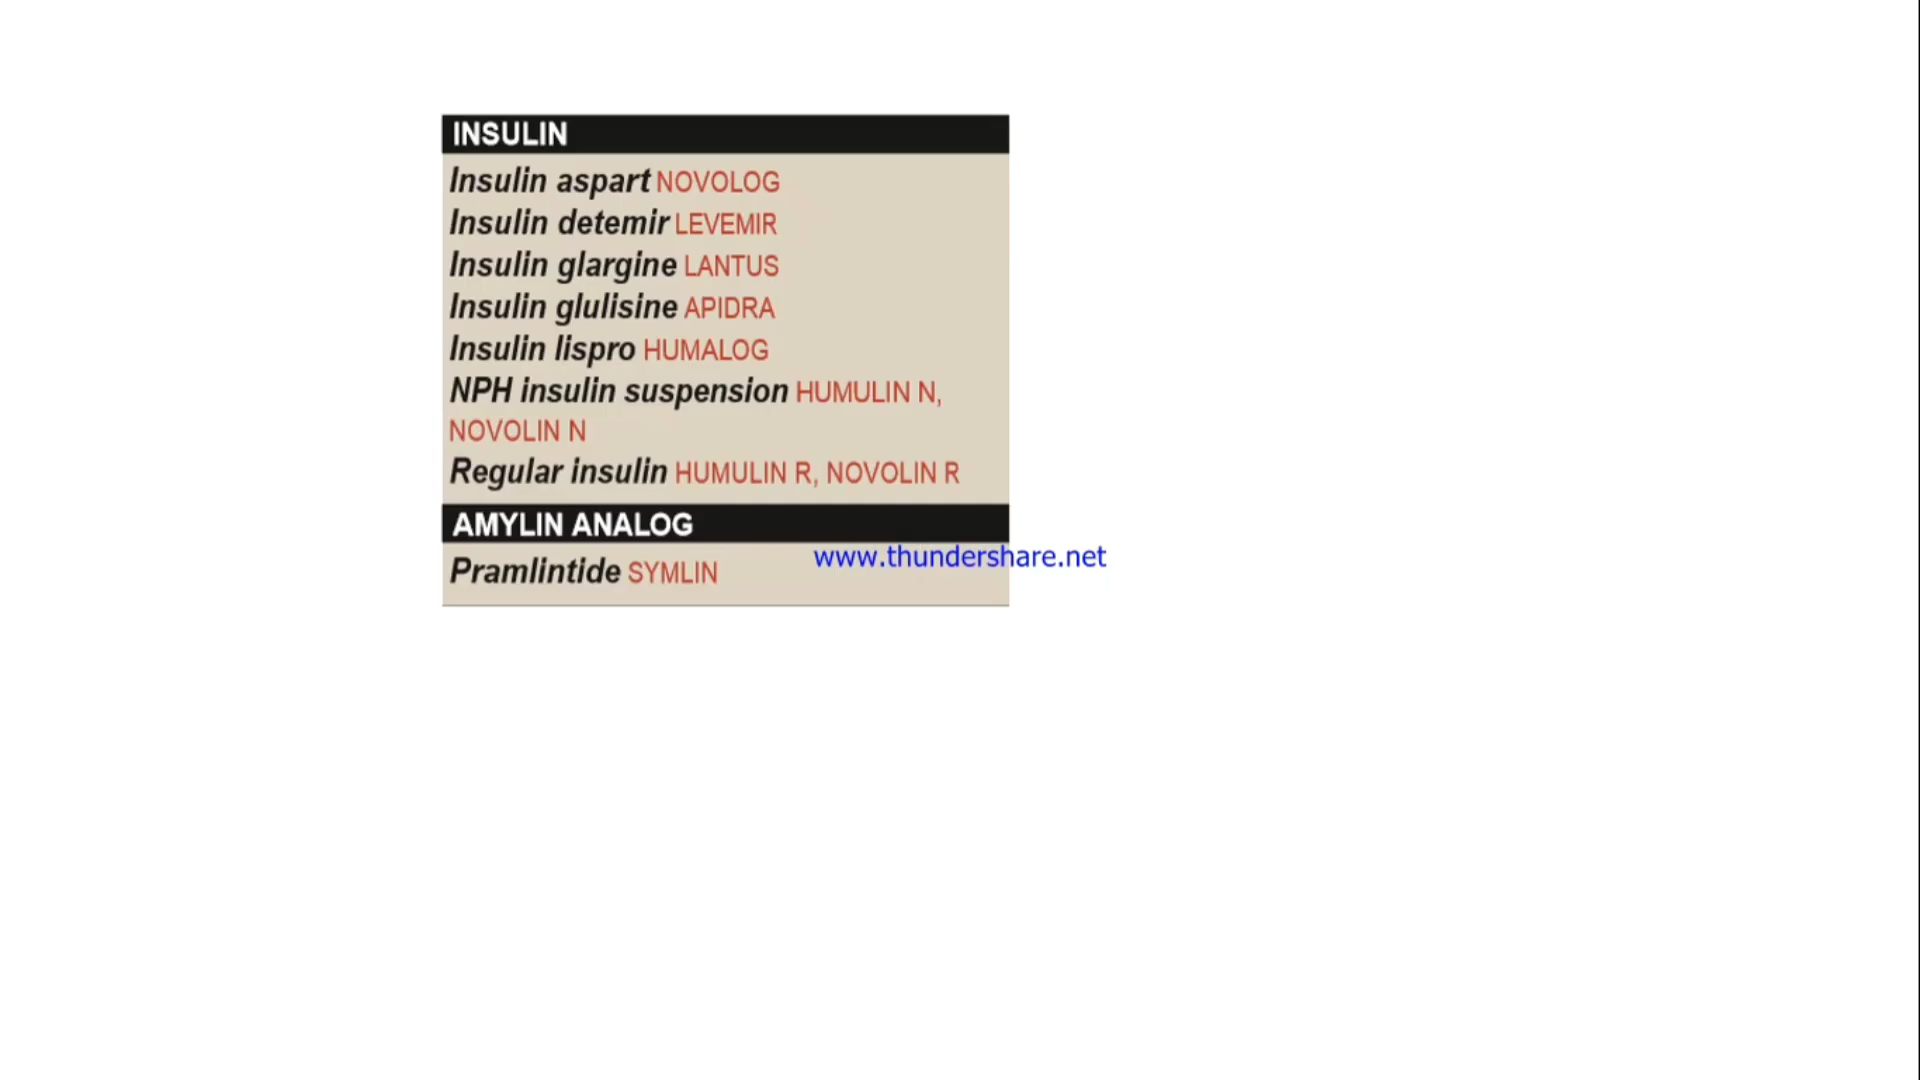 INSULIN
Insulin aspart NOVOLOG
Insulin detemir LEVEMIR
Insulin glargine LANTUS
Insulin glulisine APIDRA
Insulin lispro HUMALOG
NPH insulin suspension HUMULIN N,
NOVOLIN N
Regular insulin HUMULIN R, NOVOLIN R
AMYLIN ANALOG
www.thundershare.net
Pramlintide SYMLIN